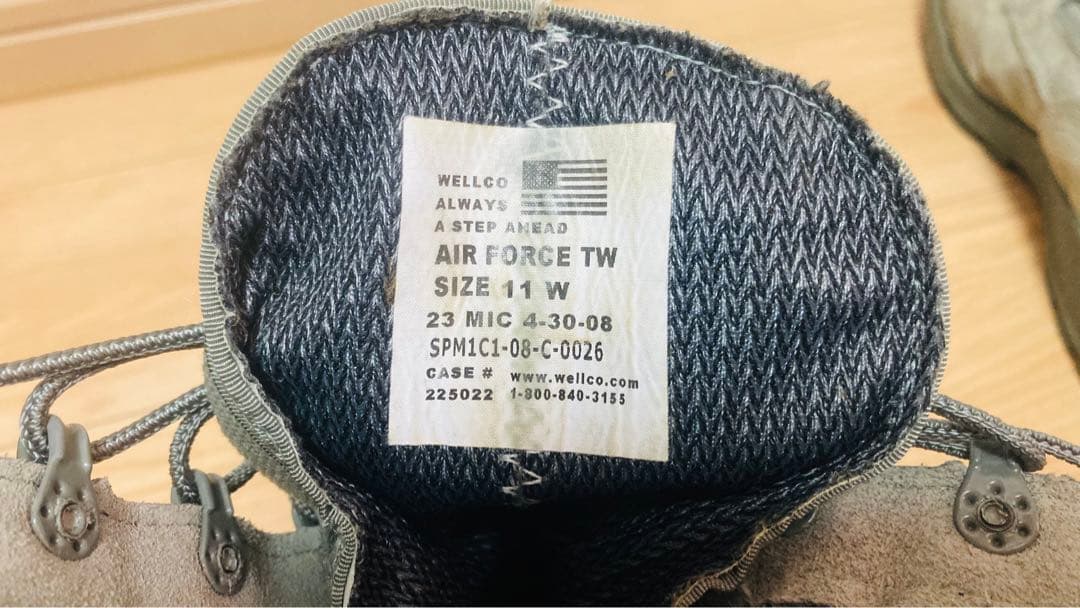 WELLCO
ALWAYS
A STEP AHEAD
AIR FORCE TW
SIZE 11 W
23 MIC 4-30-08
SPM1C1-08-C-0026
CASE # www.wellco.com
225022 1-800-840-3155